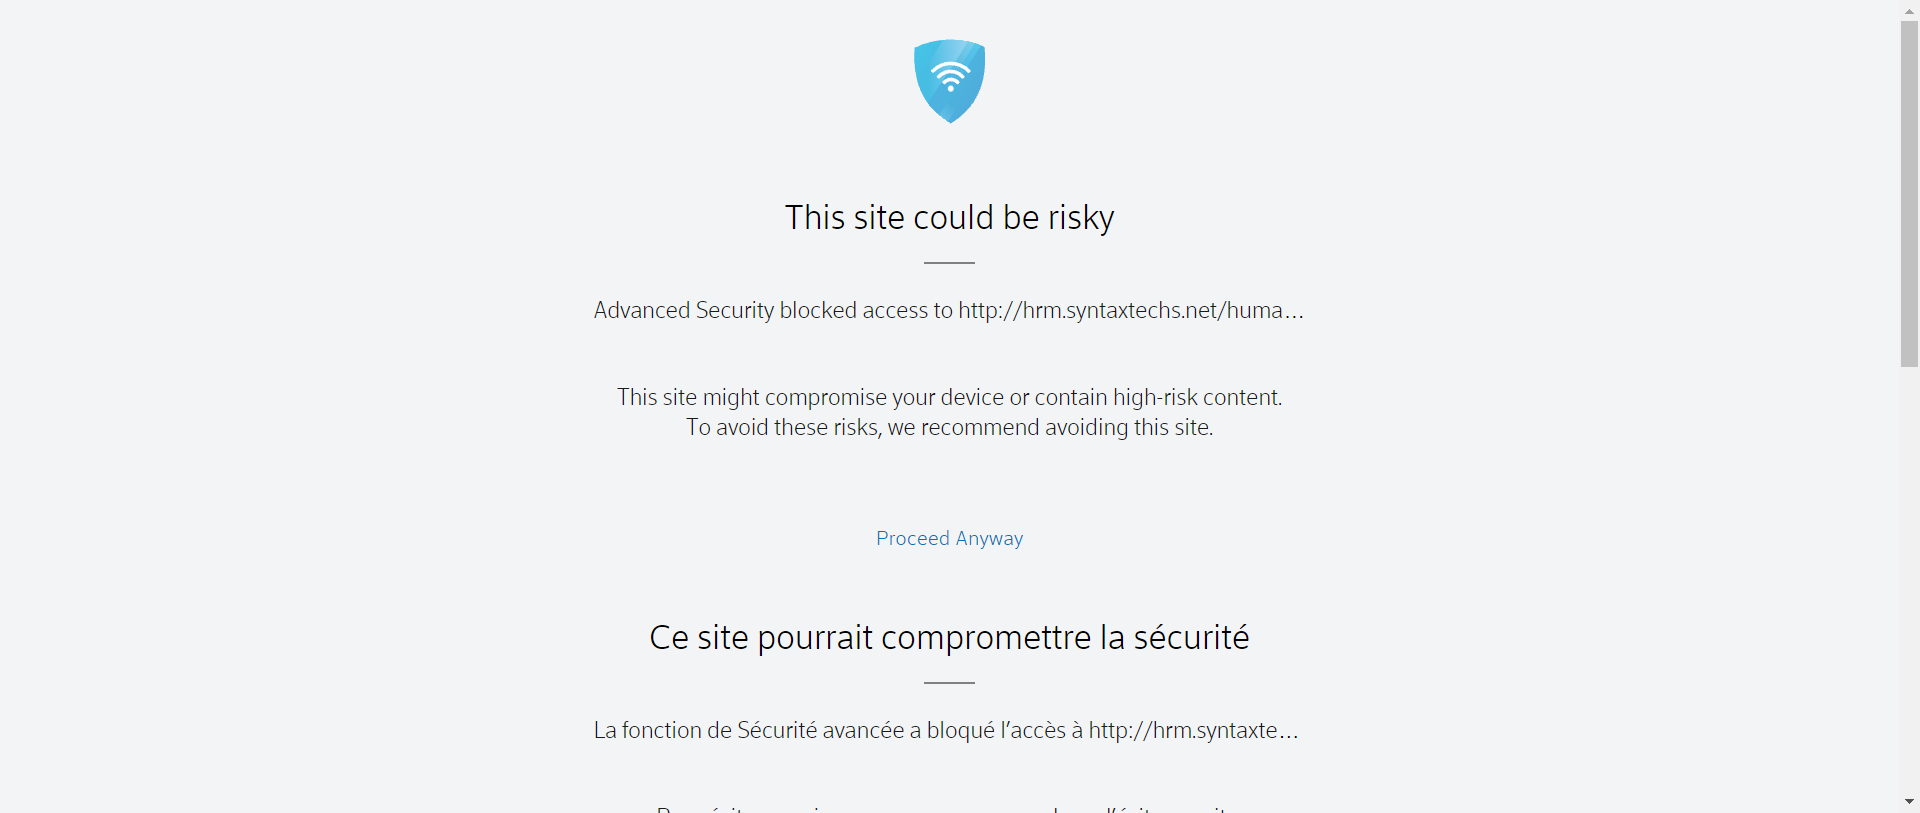 This site could be risky
Advanced Security blocked access to http://hrm.syntaxtechs.net/huma...
This site might compromise your device or contain high-risk content.
To avoid these risks, we recommend avoiding this site.
Proceed Anyway
Ce site pourrait compromettre la sécurité
La fonction de Sécurité avancée a bloqué l’accès à http://hrm.syntaxte...